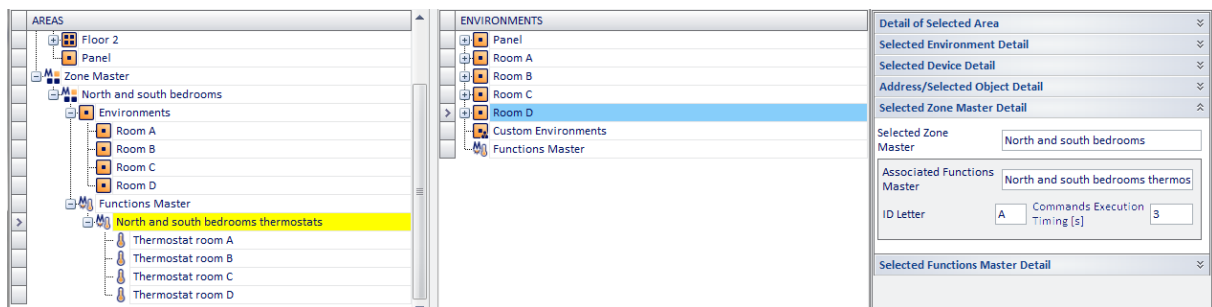 AREAS
Floor 2
Panel
Zone Master
North and south bedrooms
Environments
Room A
Room B
Room C
Room D
Functions Master
North and south bedrooms thermostats
Thermostat room A
Thermostat room B
Thermostat room C
Thermostat room D
ENVIRONMENTS
Panel
Room A
Room B
Room C
Room D
Custom Environments
Functions Master
Detail of Selected Area
Selected Environment Detail
Selected Device Detail
Address/Selected Object Detail
Selected Zone Master Detail
Selected Zone
Master
North and south bedrooms
Associated Functions
Master
North and south bedrooms thermos
ID Letter
A
Commands Execution
Timing [s]
3
Selected Functions Master Detail